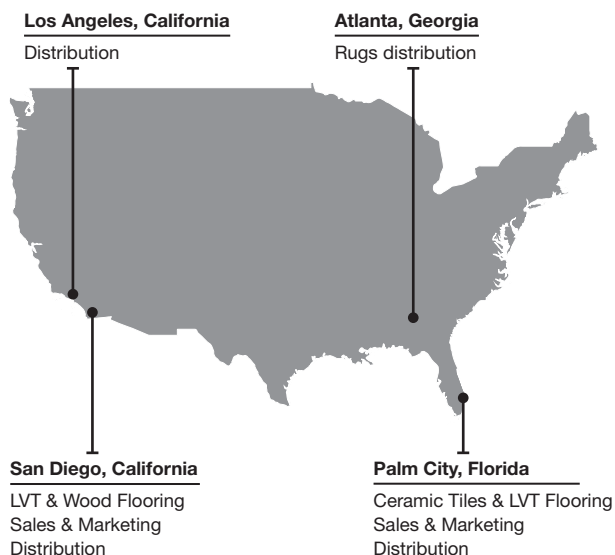 Los Angeles, California
Distribution
Atlanta, Georgia
Rugs distribution
San Diego, California
LVT & Wood Flooring
Sales & Marketing
Distribution
Palm City, Florida
Ceramic Tiles & LVT Flooring
Sales & Marketing
Distribution